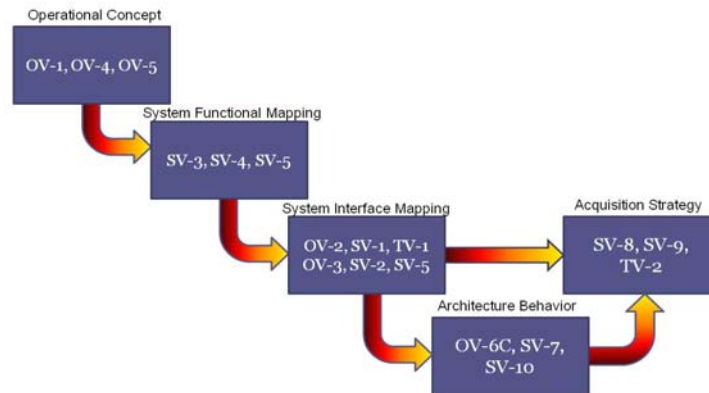 Operational Concept
OV-1, OV-4, OV-5
System Functional Mapping
SV-3, SV-4, SV-5
System Interface Mapping
OV-2, SV-1, TV-1
OV-3, SV-2, SV-5
Acquisition Strategy
SV-8, SV-9,
TV-2
Architecture Behavior
OV-6C, SV-7,
SV-10